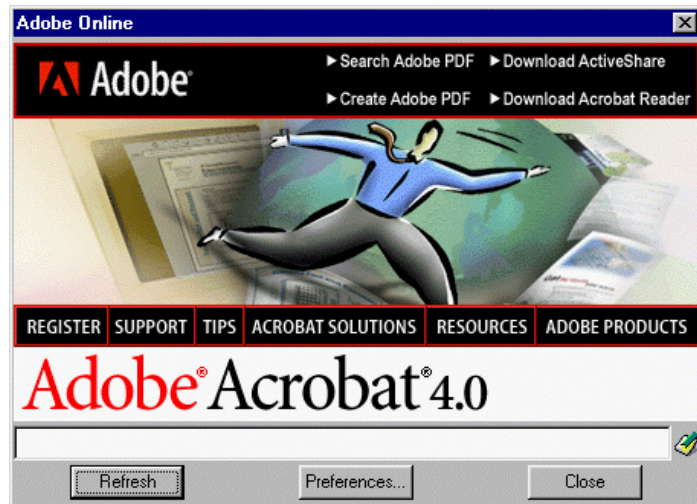 Adobe Online
Adobe®
▶Search Adobe PDF ▶Download ActiveShare
▶Create Adobe PDF ▶Download Acrobat Reader
REGISTER SUPPORT TIPS ACROBAT SOLUTIONS RESOURCES ADOBE PRODUCTS
Adobe® Acrobat® 4.0
Refresh Preferences... Close